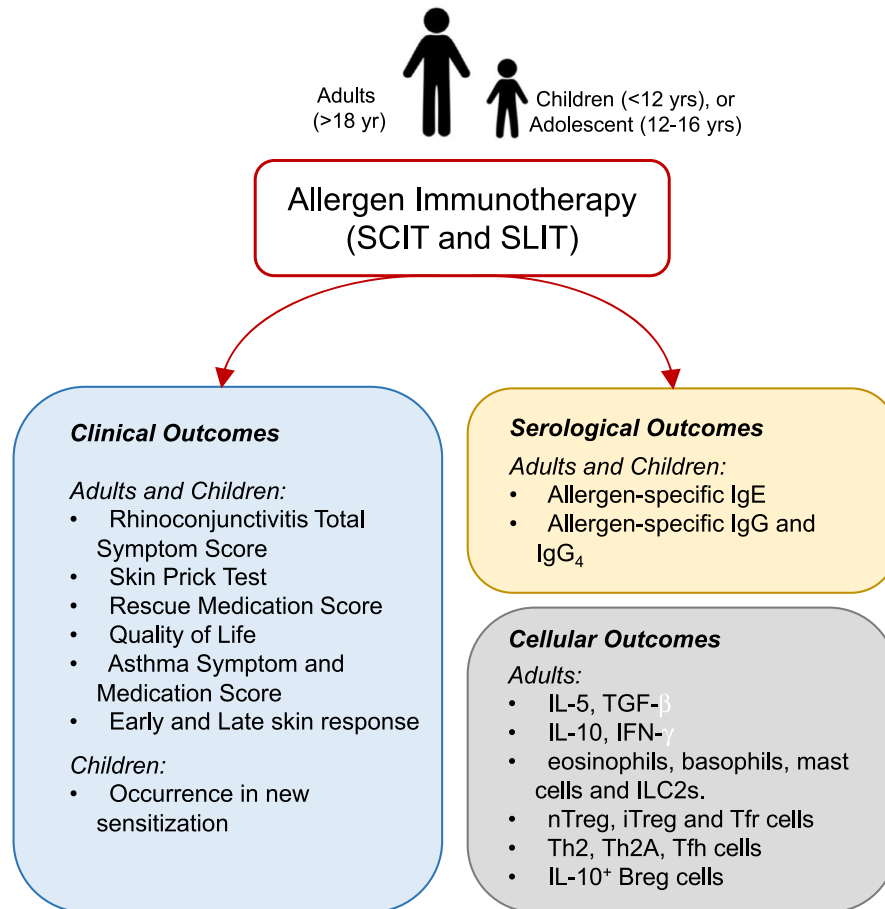 Adults
(>18 yr)
Children (<12 yrs), or
Adolescent (12-16 yrs)
Allergen Immunotherapy
(SCIT and SLIT)
Clinical Outcomes
Adults and Children:
• Rhinoconjunctivitis Total
Symptom Score
• Skin Prick Test
• Rescue Medication Score
• Quality of Life
• Asthma Symptom and
Medication Score
• Early and Late skin response
Children:
• Occurrence in new
sensitization
Serological Outcomes
Adults and Children:
• Allergen-specific IgE
• Allergen-specific IgG and
IgG₄
Cellular Outcomes
Adults:
• IL-5, TGF-β
• IL-10, IFN-γ
• eosinophils, basophils, mast
cells and ILC2s.
• nTreg, iTreg and Tfr cells
• Th2, Th2A, Tfh cells
• IL-10⁺ Breg cells